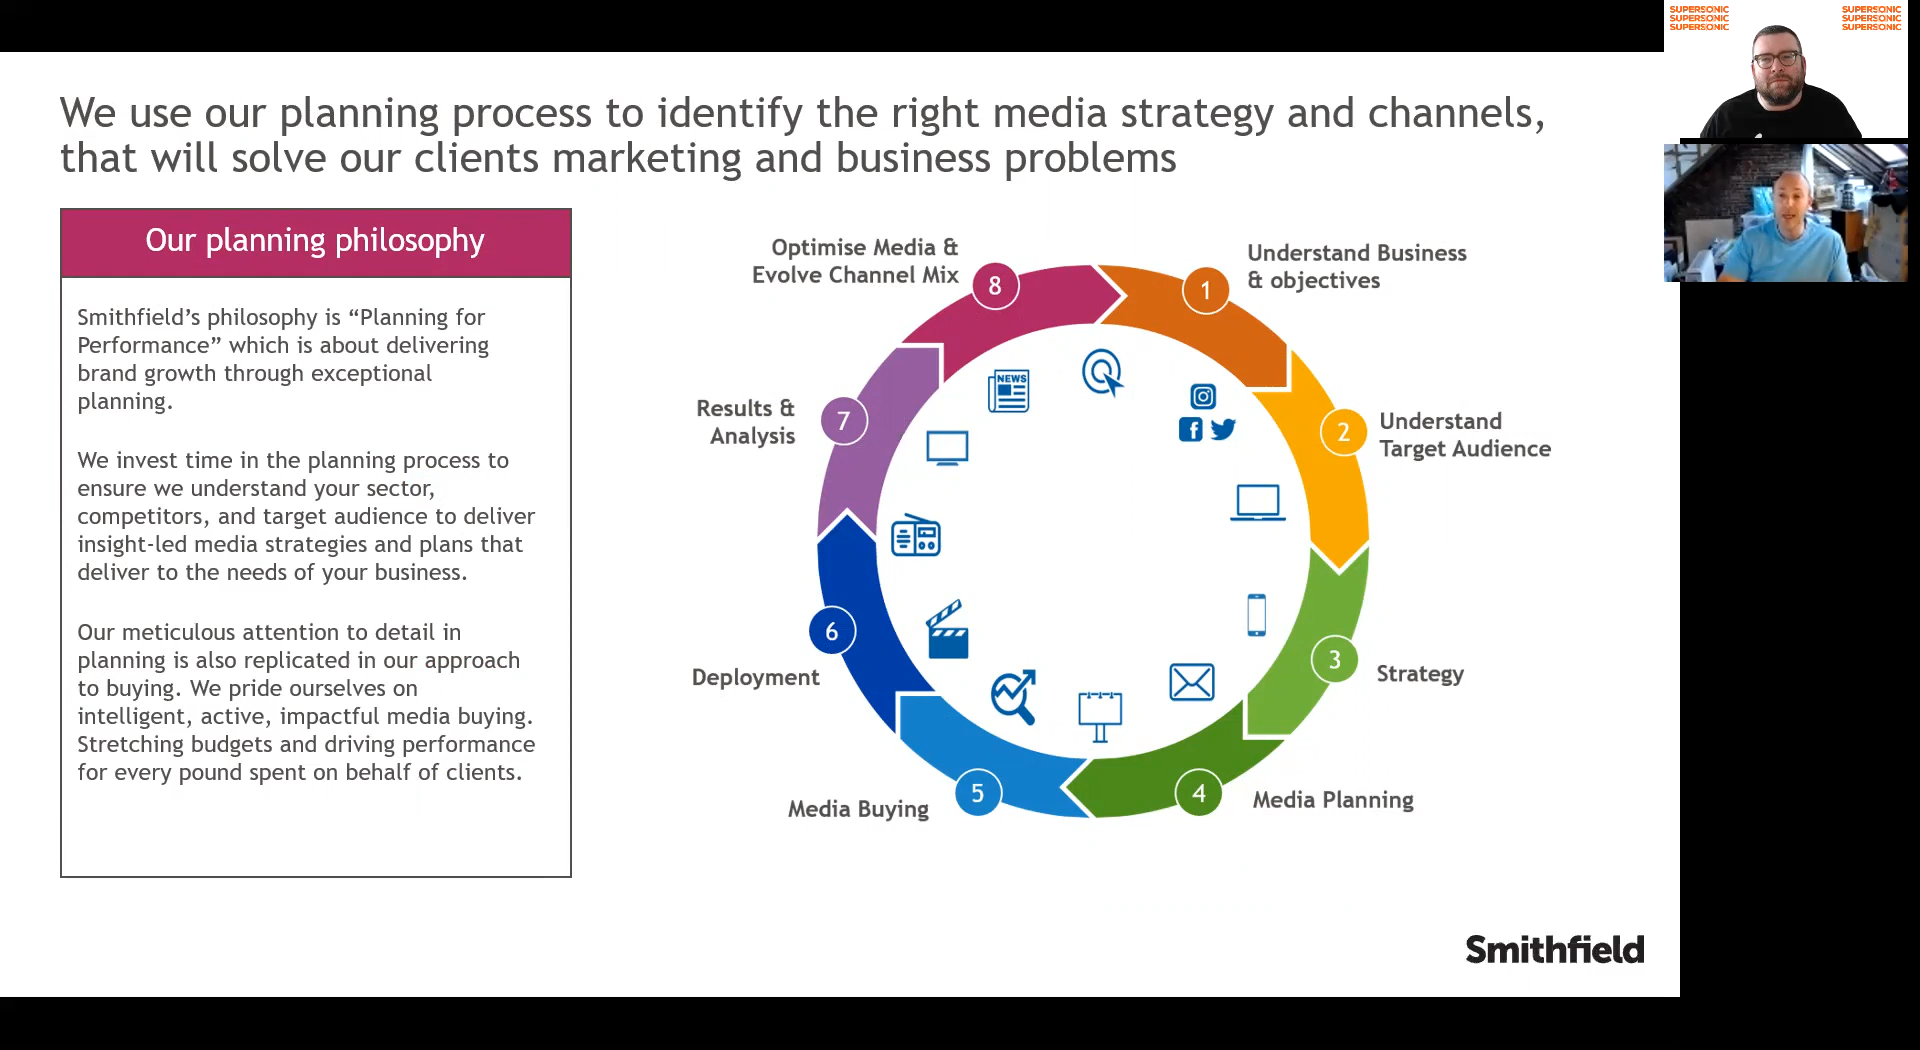 We use our planning process to identify the right media strategy and channels,
that will solve our clients marketing and business problems
Our planning philosophy
Smithfield’s philosophy is “Planning for
Performance” which is about delivering
brand growth through exceptional
planning.
We invest time in the planning process to
ensure we understand your sector,
competitors, and target audience to deliver
insight-led media strategies and plans that
deliver to the needs of your business.
Our meticulous attention to detail in
planning is also replicated in our approach
to buying. We pride ourselves on
intelligent, active, impactful media buying.
Stretching budgets and driving performance
for every pound spent on behalf of clients.
1
Understand Business
& objectives
2
Understand
Target Audience
3
Strategy
4
Media Planning
5
Media Buying
6
Deployment
7
Results &
Analysis
8
Optimise Media &
Evolve Channel Mix
NEWS
Smithfield
SUPERSONIC
SUPERSONIC
SUPERSONIC
SUPERSONIC
SUPERSONIC
SUPERSONIC